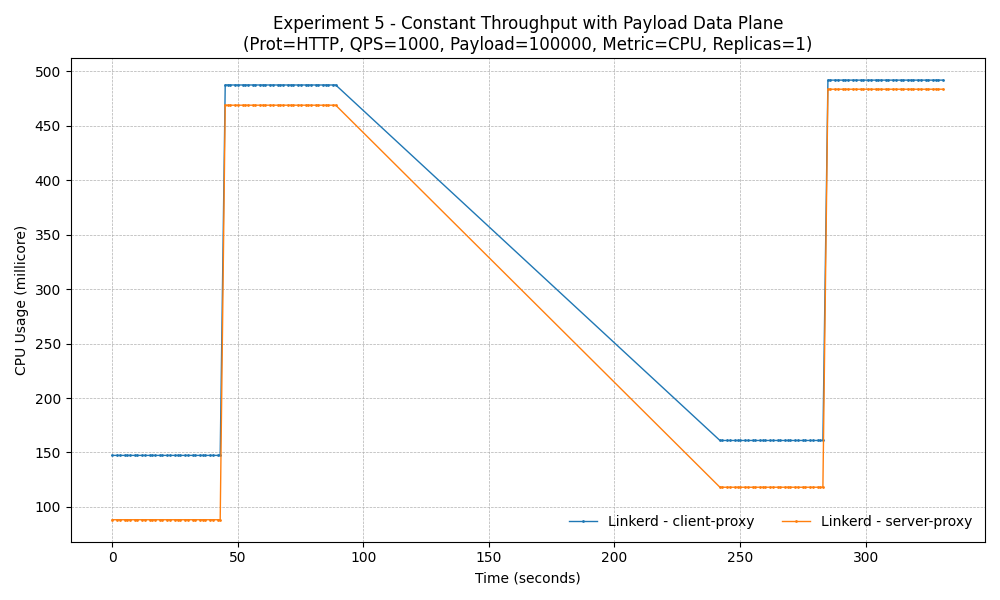 Experiment 5 - Constant Throughput with Payload Data Plane
(Prot=HTTP, QPS=1000, Payload=100000, Metric=CPU, Replicas=1)
500
450
400
350
300
250
200
150
100
CPU Usage (millicore)
Linkerd - client-proxy
Linkerd - server-proxy
0 50 100 150 200 250 300
Time (seconds)